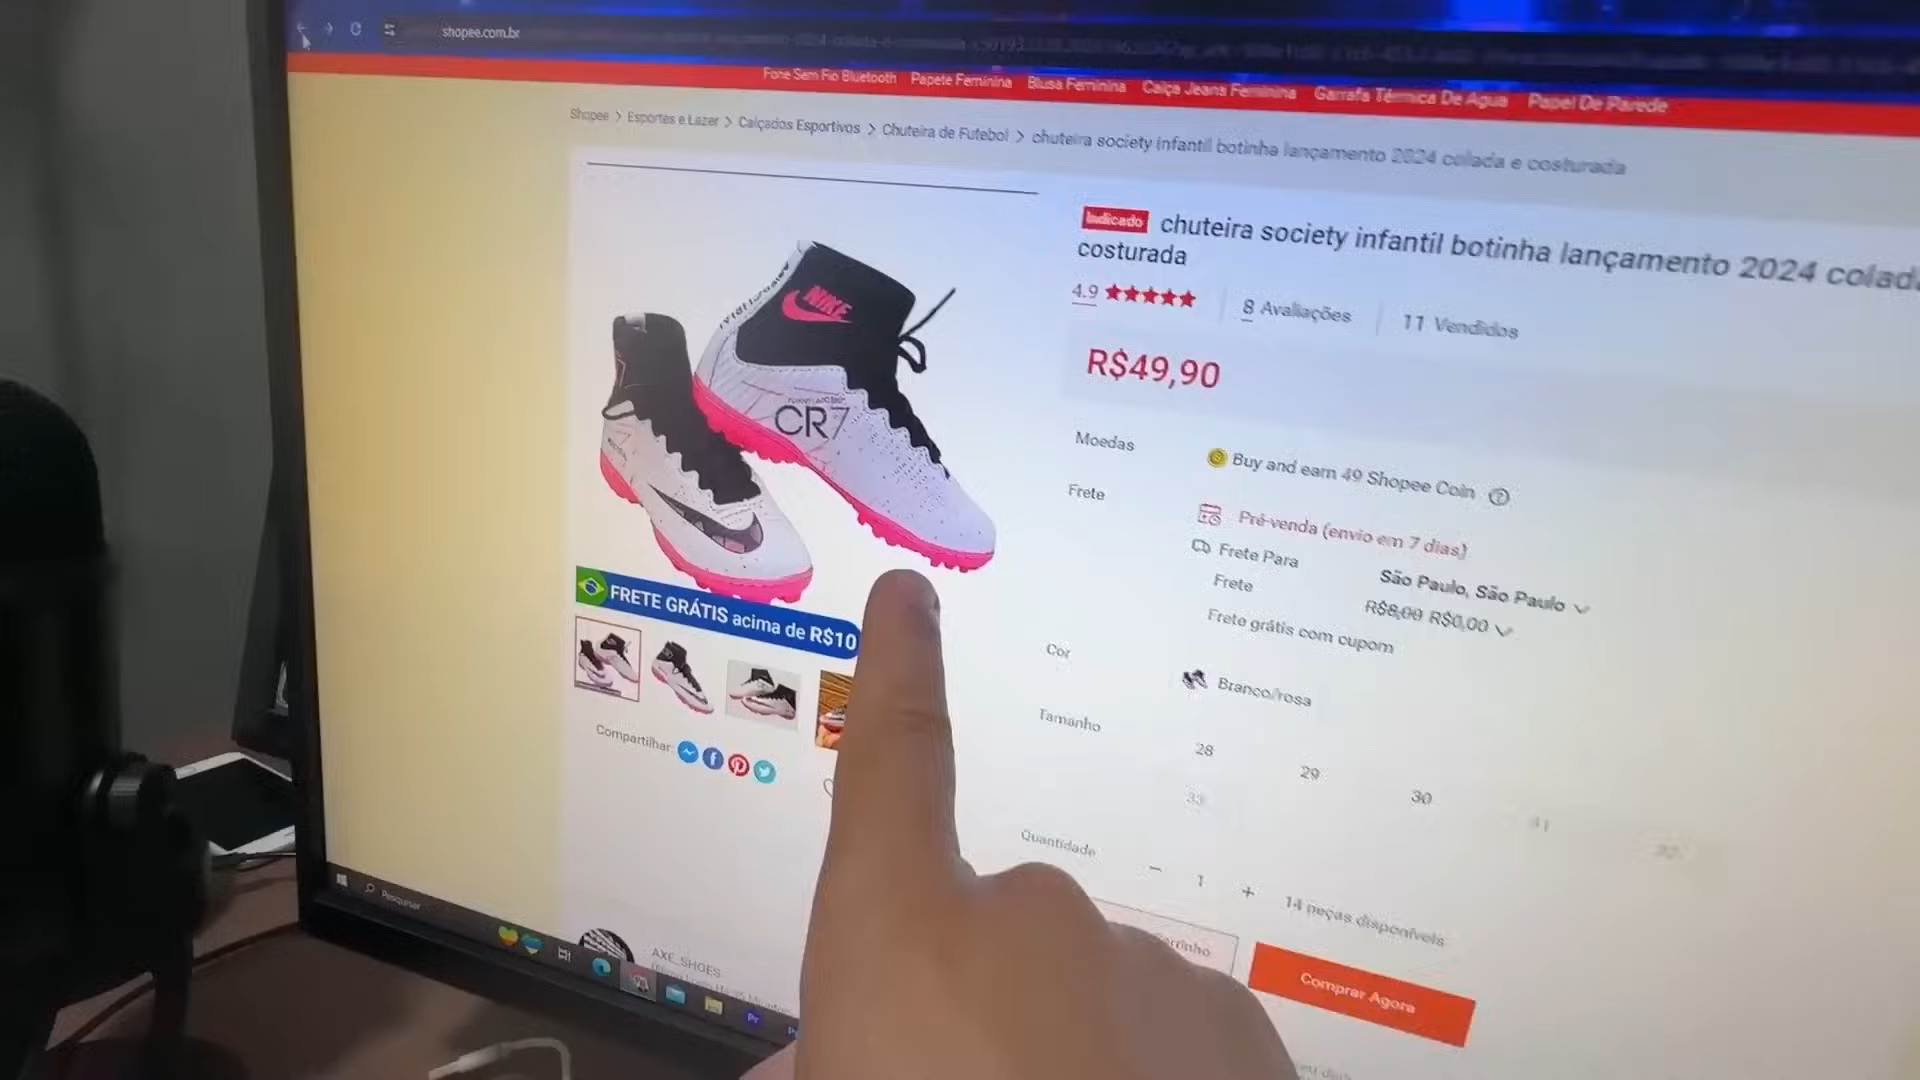 shopee.com.br
Fone Sem Fio Bluetooth Papete Feminina Blusa Feminina Calça Jeans Feminina Garrafa Térmica De Água Papel De Parede
Shopee > Esportes e Lazer > Calçados Esportivos > Chuteira de Futebol > chuteira society infantil botinha lançamento 2024 colada e costurada
Indicado chuteira society infantil botinha lançamento 2024 colada
costurada
4.9 8 Avaliações 11 Vendidos
NIKE
CR7
R$49,90
Moedas Buy and earn 49 Shopee Coin
Frete Pré-venda (envio em 7 dias)
Frete Para São Paulo, São Paulo
Frete R$8,00 R$0,00
Frete grátis com cupom
FRETE GRÁTIS acima de R$10
Cor Branco/rosa
Tamanho 28 29 30
33 32
Compartilhar:
Quantidade − 1 + 14 peças disponíveis
Comprar Agora
AXE_SHOES
Pesquisar